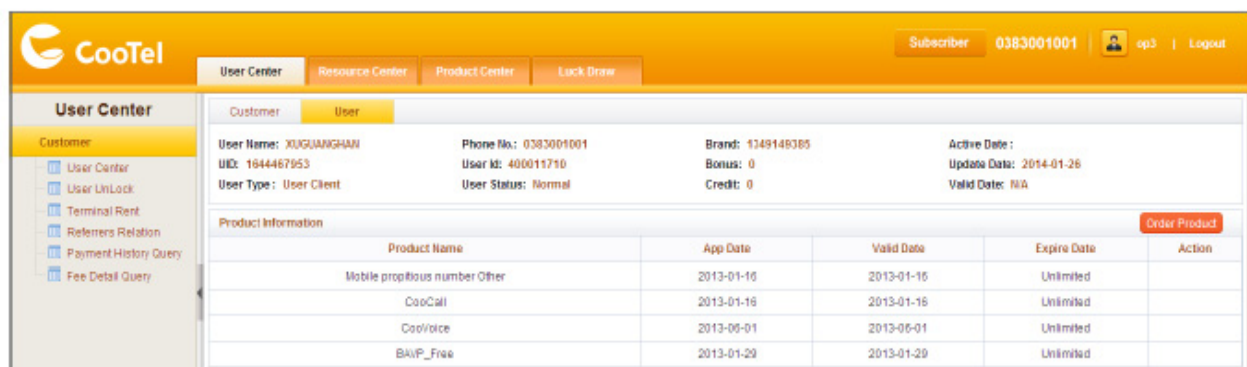 CooTel
Subscriber 0383001001 op3 | Logout
User Center Resource Center Product Center Luck Draw
User Center
Customer
User Center
User UnLock
Terminal Rent
Referrers Relation
Payment History Query
Fee Detail Query
Customer User
User Name: XUGUANGHAN Phone No.: 0383001001 Brand: 1349149385 Active Date :
UID: 1644467953 User Id: 400011710 Bonus: 0 Update Date: 2014-01-26
User Type : User Client User Status: Normal Credit: 0 Valid Date: N/A
Product Information Order Product
Product Name App Date Valid Date Expire Date Action
Mobile propitious number Other 2013-01-16 2013-01-16 Unlimited
CooCall 2013-01-16 2013-01-16 Unlimited
CooVoice 2013-06-01 2013-06-01 Unlimited
BAVP_Free 2013-01-29 2013-01-29 Unlimited